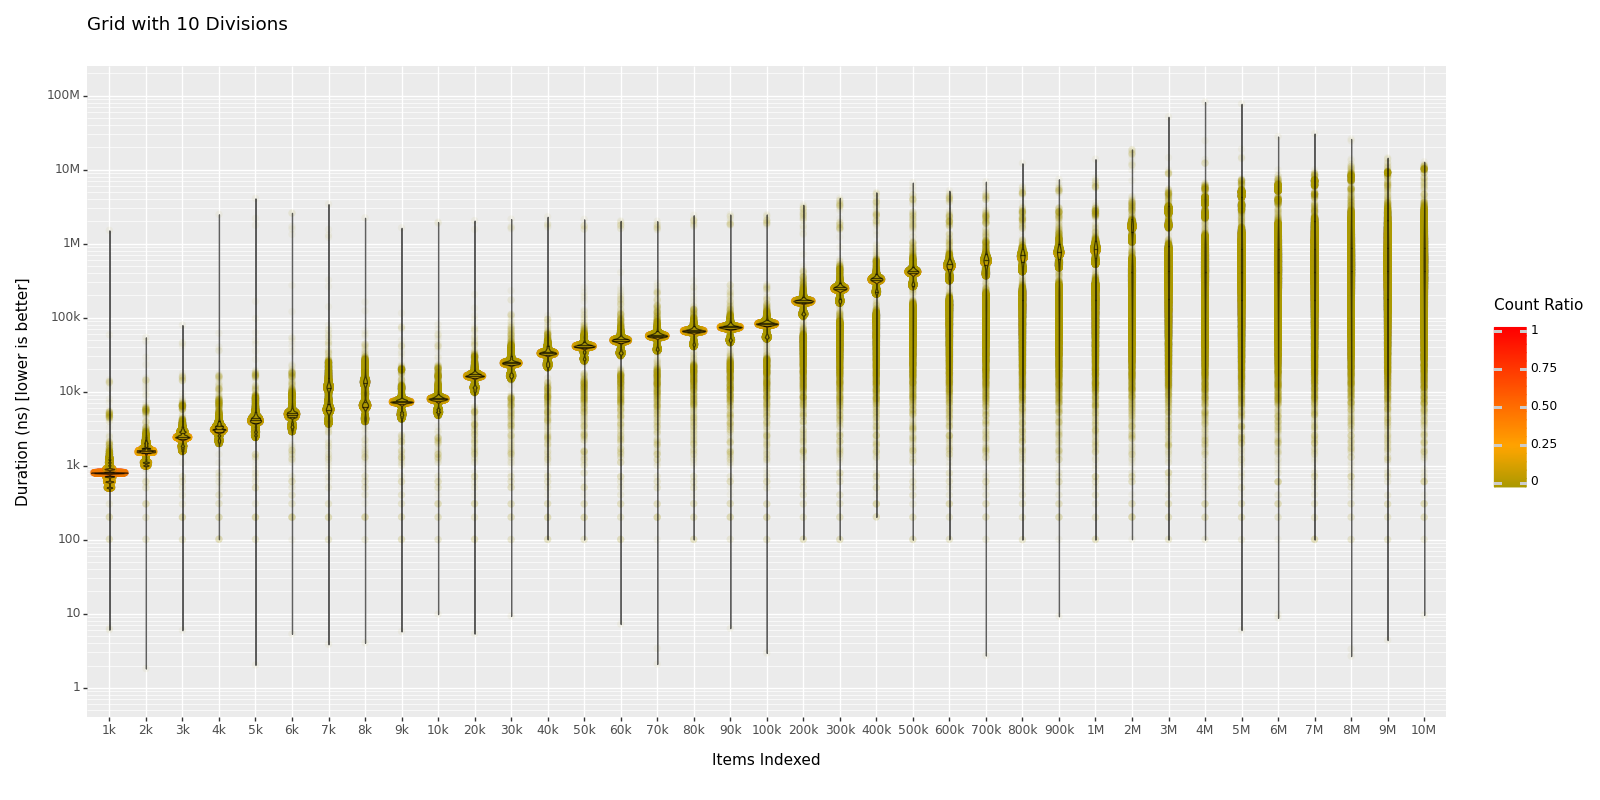 Grid with 10 Divisions
Duration (ns) [lower is better]
100M
10M
1M
100k
10k
1k
100
10
1
1k 2k 3k 4k 5k 6k 7k 8k 9k 10k 20k 30k 40k 50k 60k 70k 80k 90k 100k 200k 300k 400k 500k 600k 700k 800k 900k 1M 2M 3M 4M 5M 6M 7M 8M 9M 10M
Items Indexed
Count Ratio
1
0.75
0.50
0.25
0